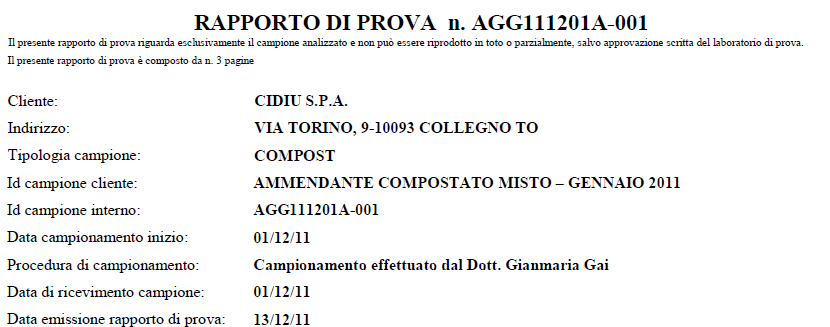 RAPPORTO DI PROVA n. AGG111201A-001
Il presente rapporto di prova riguarda esclusivamente il campione analizzato e non può essere riprodotto in toto o parzialmente, salvo approvazione scritta del laboratorio di prova.
Il presente rapporto di prova è composto da n. 3 pagine
Cliente: CIDIU S.P.A.
Indirizzo: VIA TORINO, 9-10093 COLLEGNO TO
Tipologia campione: COMPOST
Id campione cliente: AMMENDANTE COMPOSTATO MISTO – GENNAIO 2011
Id campione interno: AGG111201A-001
Data campionamento inizio: 01/12/11
Procedura di campionamento: Campionamento effettuato dal Dott. Gianmaria Gai
Data di ricevimento campione: 01/12/11
Data emissione rapporto di prova: 13/12/11